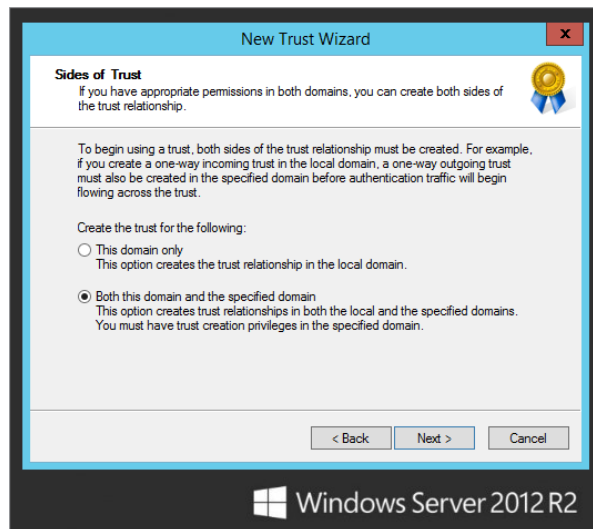 New Trust Wizard
x
Sides of Trust
If you have appropriate permissions in both domains, you can create both sides of
the trust relationship.
To begin using a trust, both sides of the trust relationship must be created. For example,
if you create a one-way incoming trust in the local domain, a one-way outgoing trust
must also be created in the specified domain before authentication traffic will begin
flowing across the trust.
Create the trust for the following:
This domain only
This option creates the trust relationship in the local domain.
Both this domain and the specified domain
This option creates trust relationships in both the local and the specified domains.
You must have trust creation privileges in the specified domain.
< Back Next > Cancel
Windows Server 2012 R2